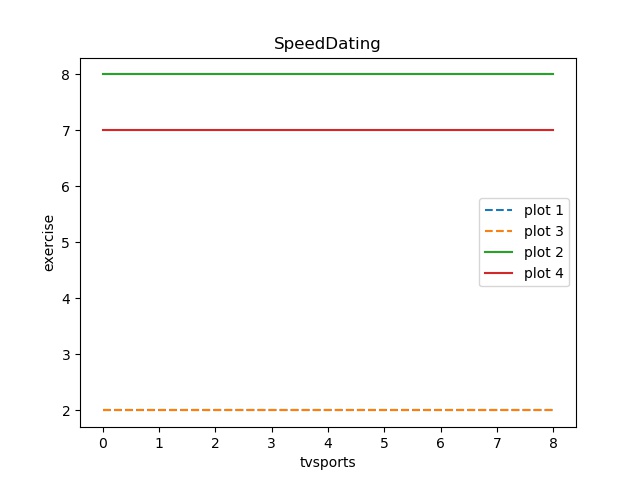 SpeedDating
8
7
6
5
4
3
2
exercise
plot 1
plot 3
plot 2
plot 4
0 1 2 3 4 5 6 7 8
tvsports